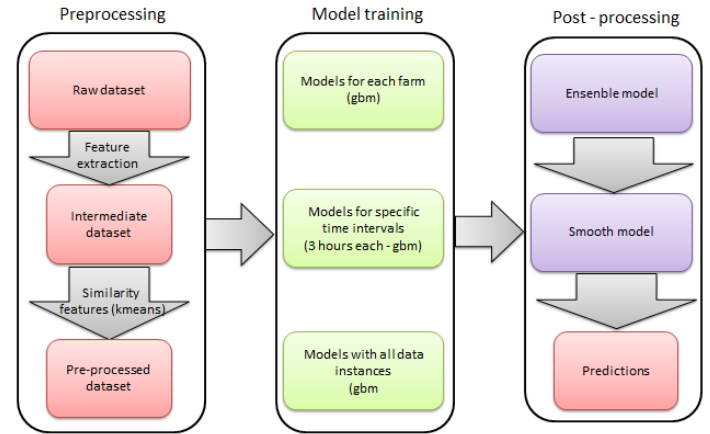 Preprocessing
Raw dataset
Feature
extraction
Intermediate
dataset
Similarity
features (kmeans)
Pre-processed
dataset
Model training
Models for each farm
(gbm)
Models for specific
time intervals
(3 hours each - gbm)
Models with all data
instances
(gbm
Post - processing
Ensenble model
Smooth model
Predictions